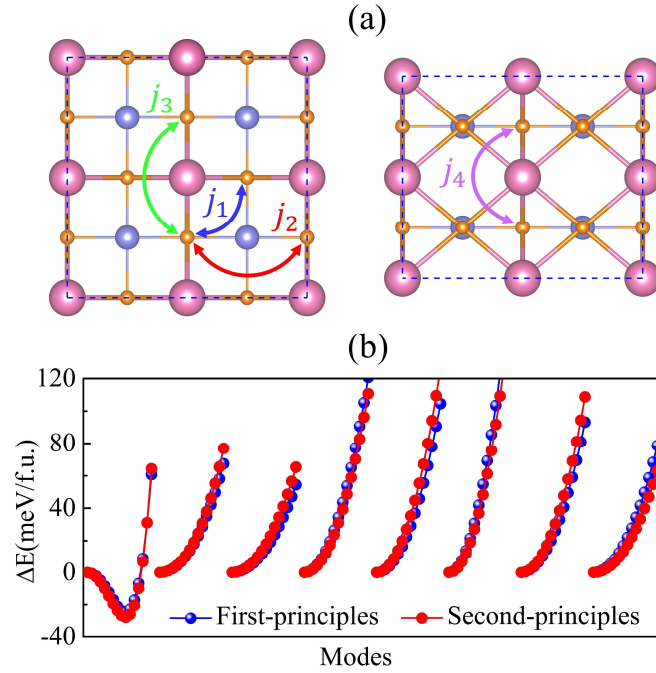 (a)
j₃
j₁
j₂
j₄
(b)
ΔE(meV/f.u.)
120
80
40
0
-40
First-principles
Second-principles
Modes